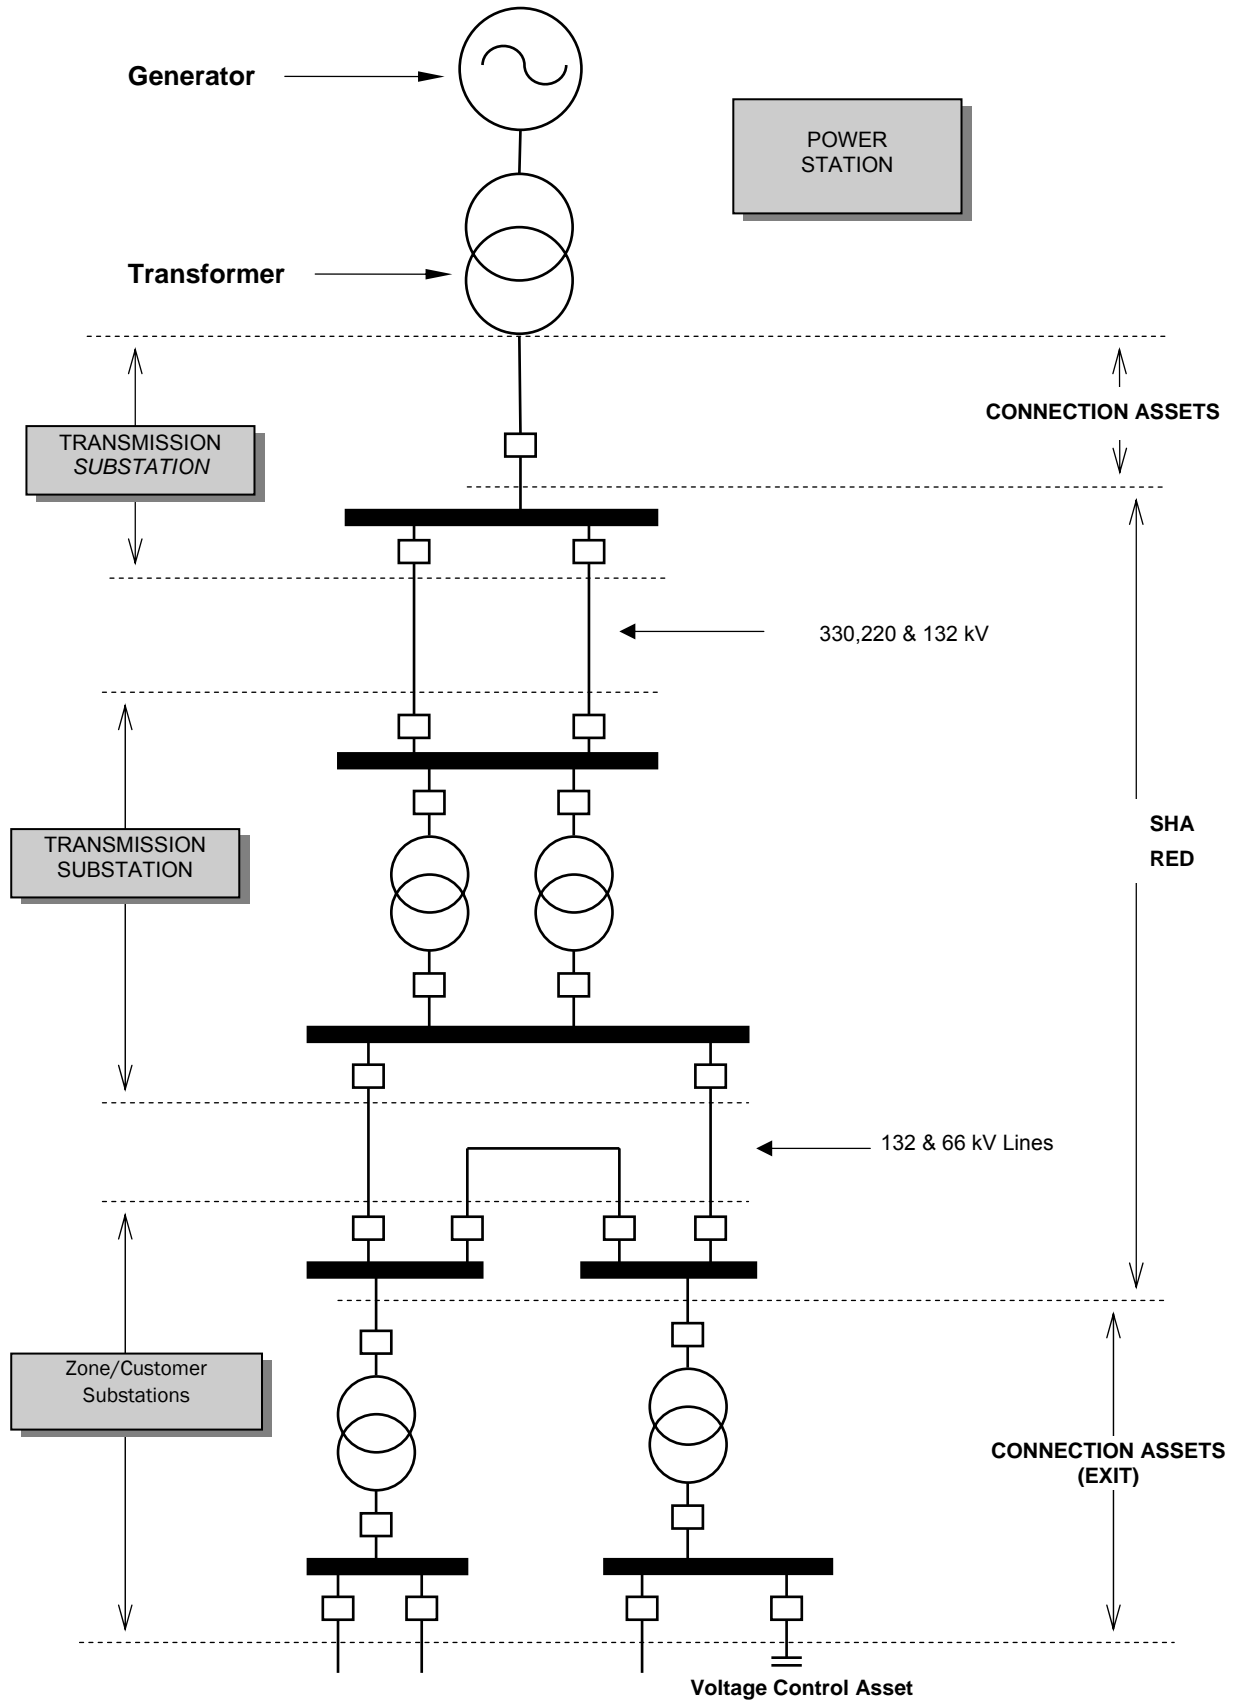 Generator
POWER
STATION
Transformer
CONNECTION ASSETS
TRANSMISSION
SUBSTATION
330,220 & 132 kV
SHA
RED
TRANSMISSION
SUBSTATION
132 & 66 kV Lines
Zone/Customer
Substations
CONNECTION ASSETS
(EXIT)
Voltage Control Asset